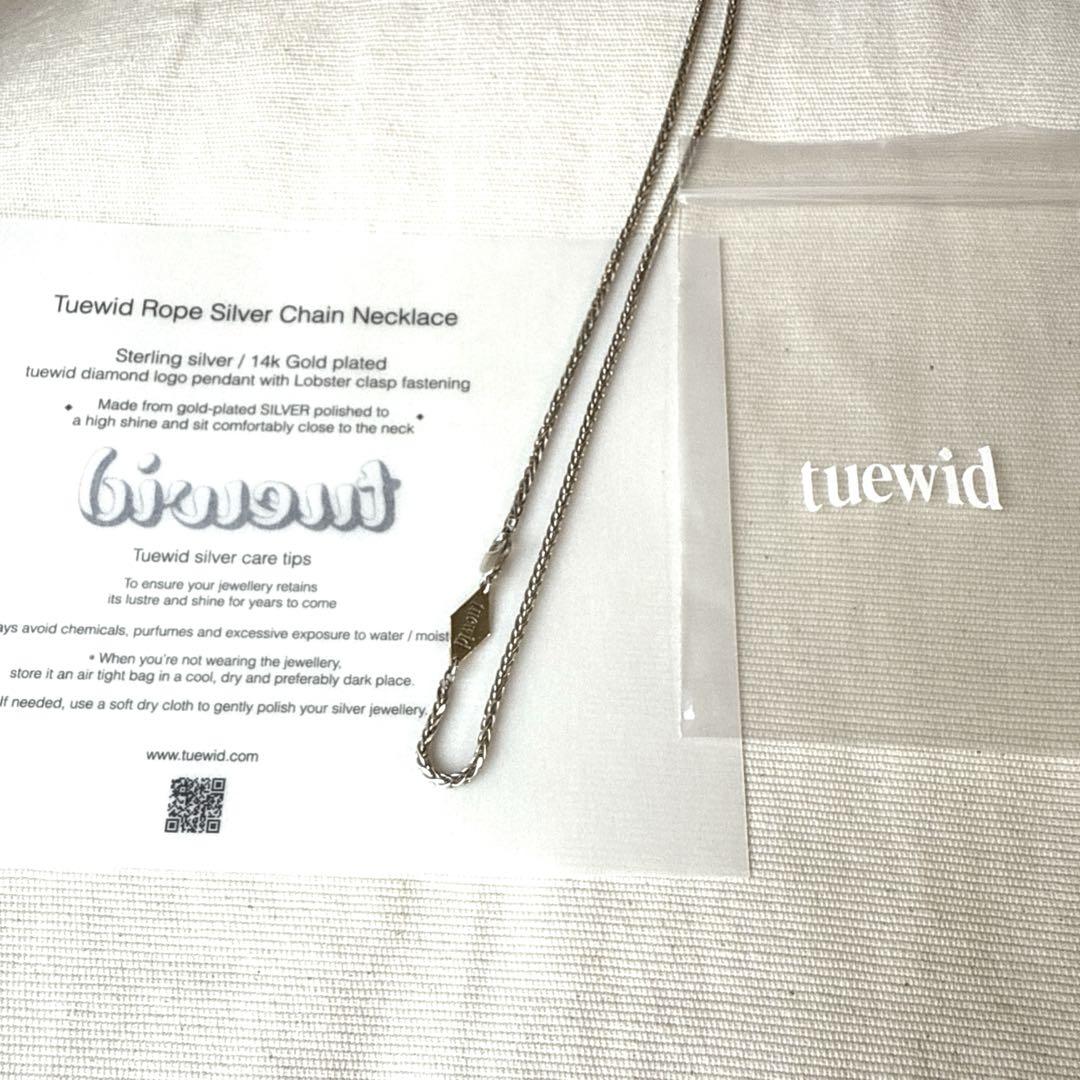 Tuewid Rope Silver Chain Necklace
Sterling silver / 14k Gold plated
tuewid diamond logo pendant with Lobster clasp fastening
Made from gold-plated SILVER polished to
a high shine and sit comfortably close to the neck
tuewid
Tuewid silver care tips
To ensure your jewellery retains
its lustre and shine for years to come
avoid chemicals, purfumes and excessive exposure to water /
• When you're not wearing the jewellery,
store it an air tight bag in a cool, dry and preferably dark place.
If needed, use a soft dry cloth to gently polish your silver jewellery.
www.tuewid.com
tuewid
tuewid